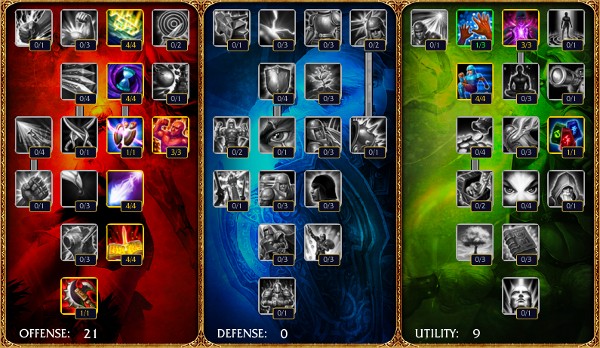 0/1 0/3 4/4 0/2
0/4 4/4 0/1
0/1 0/1 1/1 3/3
0/1 0/3 4/4
0/3 4/4
1/1
OFFENSE: 21
0/1 0/3 0/3 0/2
0/4 0/3
0/2 0/1 0/3 0/1
0/1 0/3 0/3
0/3 0/3
0/1
DEFENSE: 0
0/1 1/3 3/3 0/1
4/4 0/3 0/1
0/4 0/3 1/1
0/2 0/4 0/1
0/3 0/3
0/1
UTILITY: 9